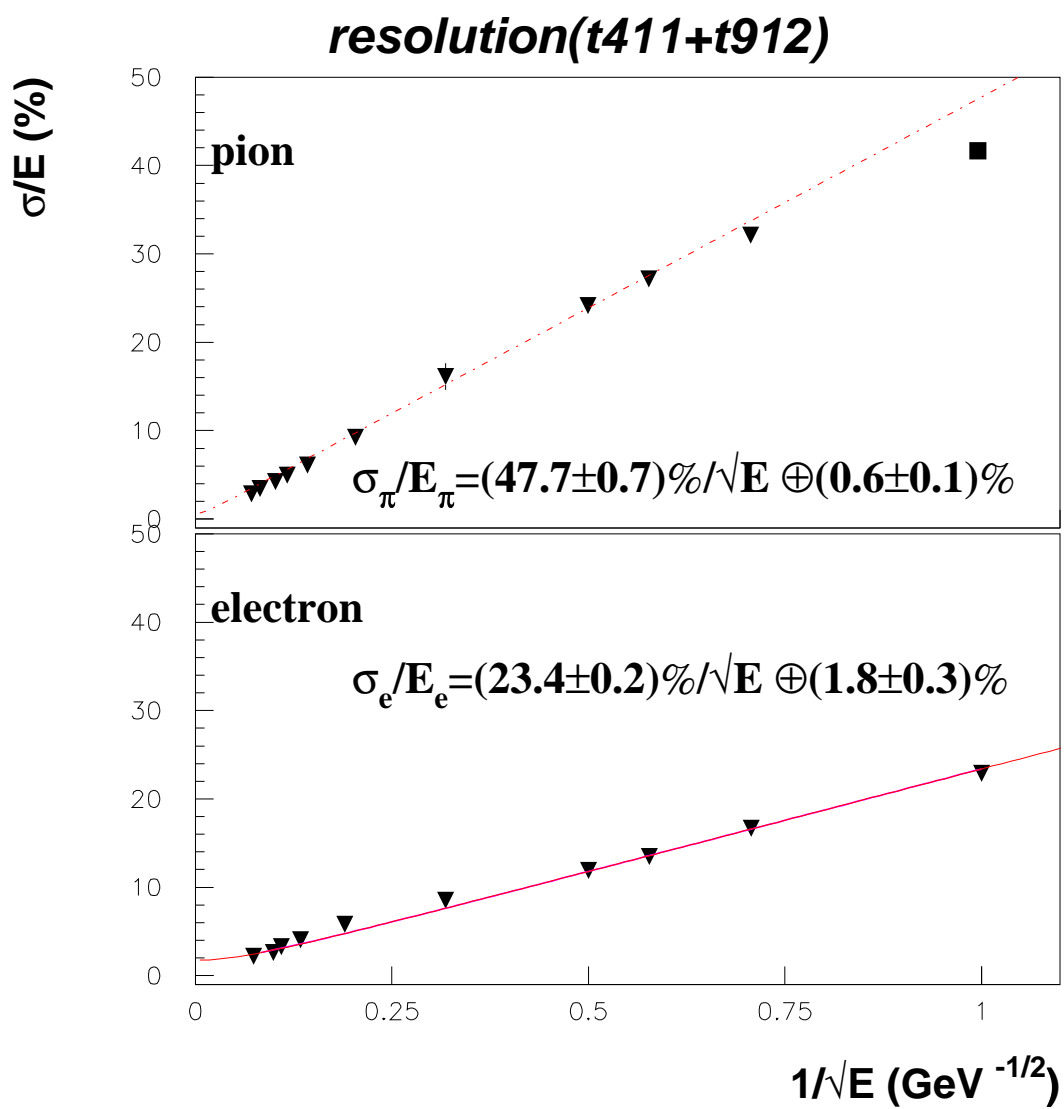 resolution(t411+t912)
σ/E (%)
50
40
30
20
10
0
pion
σπ/Eπ=(47.7±0.7)%/√E ⊕(0.6±0.1)%
50
40
30
20
10
0
electron
σe/Ee=(23.4±0.2)%/√E ⊕(1.8±0.3)%
0 0.25 0.5 0.75 1
1/√E (GeV -1/2)